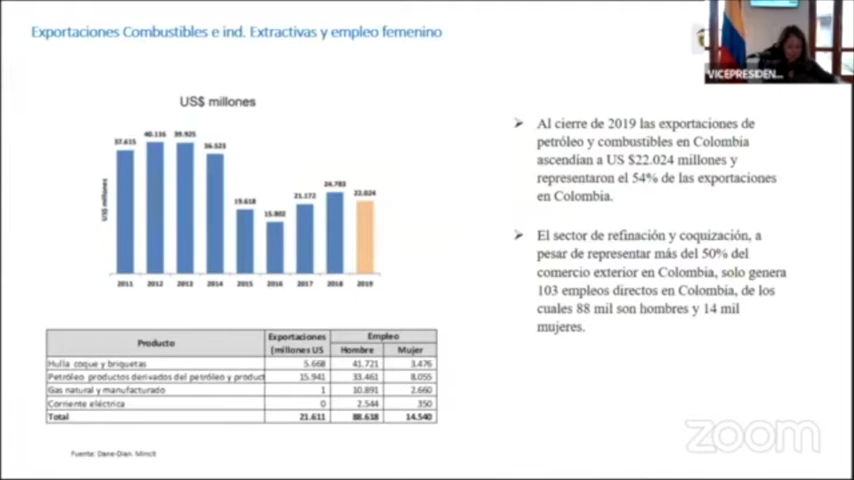 Exportaciones Combustibles e ind. Extractivas y empleo femenino
VICEPRESIDEN...
US$ millones
US$ millones
37.615 40.116 39.925 36.521 19.618 15.802 21.172 24.783 22.024
2011 2012 2013 2014 2015 2016 2017 2018 2019
➢ Al cierre de 2019 las exportaciones de
petróleo y combustibles en Colombia
ascendían a US $22.024 millones y
representaron el 54% de las exportaciones
en Colombia.
➢ El sector de refinación y coquización, a
pesar de representar más del 50% del
comercio exterior en Colombia, solo genera
103 empleos directos en Colombia, de los
cuales 88 mil son hombres y 14 mil
mujeres.
Producto Exportaciones (millones US Empleo
Hombre Mujer
Hulla coque y briquetas 5.668 41.721 3.476
Petróleo productos derivados del petróleo y product 15.941 33.461 8.055
Gas natural y manufacturado 1 10.891 2.660
Corriente eléctrica 0 2.544 350
Total 21.611 88.618 14.540
Fuente: Dane-Dian. Mincit
zoom